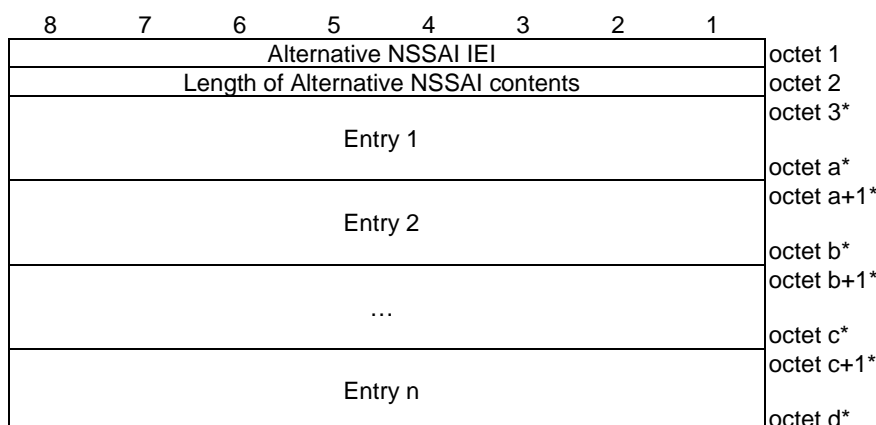 8 7 6 5 4 3 2 1
Alternative NSSAI IEI octet 1
Length of Alternative NSSAI contents octet 2
octet 3*
Entry 1
octet a*
octet a+1*
Entry 2
octet b*
octet b+1*
…
octet c*
octet c+1*
Entry n
octet d*